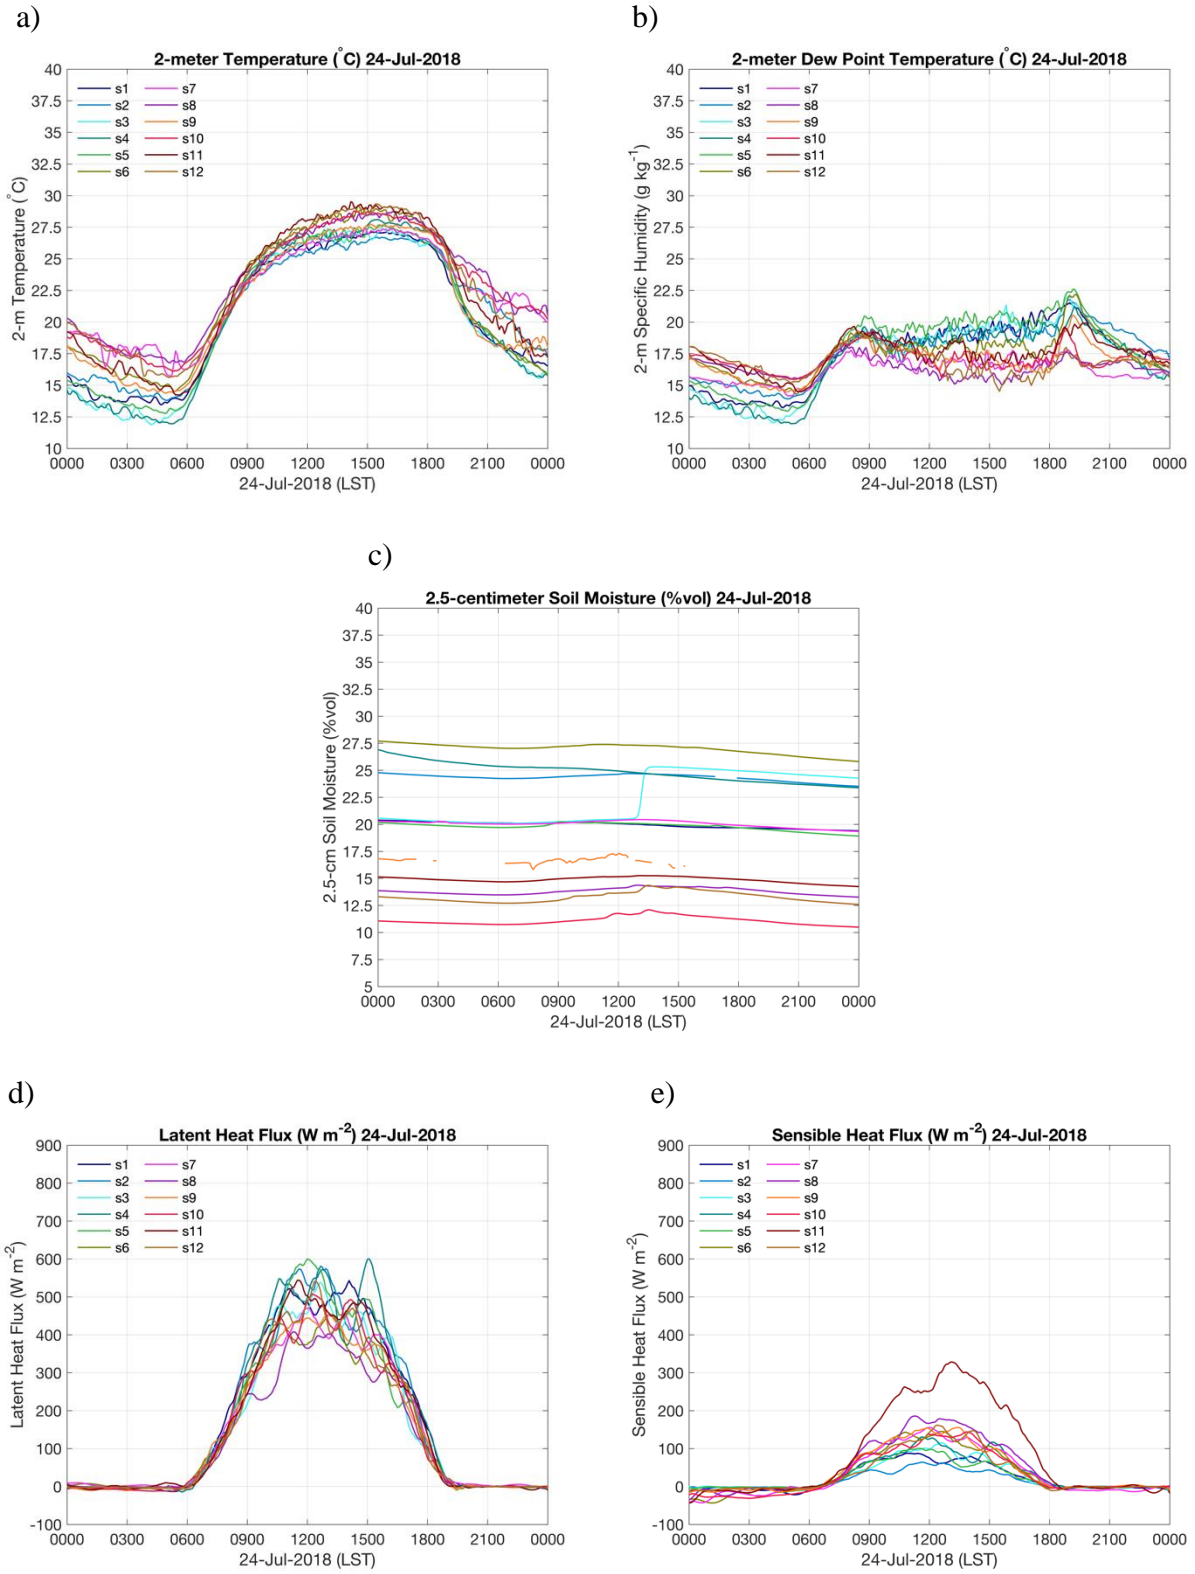 a)
2-meter Temperature (°C) 24-Jul-2018
40
37.5
35
32.5
30
27.5
25
22.5
20
17.5
15
12.5
10
2-m Temperature (°C)
s1 s7
s2 s8
s3 s9
s4 s10
s5 s11
s6 s12
0000 0300 0600 0900 1200 1500 1800 2100 0000
24-Jul-2018 (LST)
b)
2-meter Dew Point Temperature (°C) 24-Jul-2018
40
37.5
35
32.5
30
27.5
25
22.5
20
17.5
15
12.5
10
2-m Specific Humidity (g kg⁻¹)
s1 s7
s2 s8
s3 s9
s4 s10
s5 s11
s6 s12
0000 0300 0600 0900 1200 1500 1800 2100 0000
24-Jul-2018 (LST)
c)
2.5-centimeter Soil Moisture (%vol) 24-Jul-2018
40
37.5
35
32.5
30
27.5
25
22.5
20
17.5
15
12.5
10
7.5
5
2.5-cm Soil Moisture (%vol)
0000 0300 0600 0900 1200 1500 1800 2100 0000
24-Jul-2018 (LST)
d)
Latent Heat Flux (W m⁻²) 24-Jul-2018
900
800
700
600
500
400
300
200
100
0
-100
Latent Heat Flux (W m⁻²)
s1 s7
s2 s8
s3 s9
s4 s10
s5 s11
s6 s12
0000 0300 0600 0900 1200 1500 1800 2100 0000
24-Jul-2018 (LST)
e)
Sensible Heat Flux (W m⁻²) 24-Jul-2018
900
800
700
600
500
400
300
200
100
0
-100
Sensible Heat Flux (W m⁻²)
s1 s7
s2 s8
s3 s9
s4 s10
s5 s11
s6 s12
0000 0300 0600 0900 1200 1500 1800 2100 0000
24-Jul-2018 (LST)